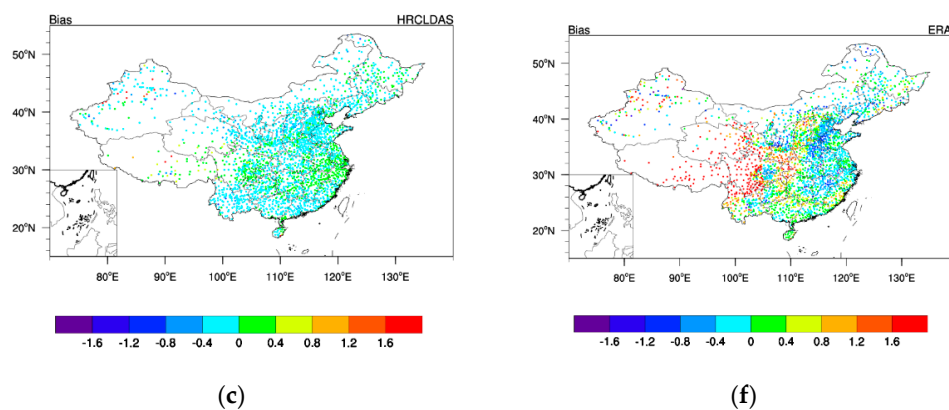 Bias HRCLDAS
50°N
40°N
30°N
20°N
80°E 90°E 100°E 110°E 120°E 130°E
-1.6 -1.2 -0.8 -0.4 0 0.4 0.8 1.2 1.6
(c)
Bias ERA
50°N
40°N
30°N
20°N
80°E 90°E 100°E 110°E 120°E 130°E
-1.6 -1.2 -0.8 -0.4 0 0.4 0.8 1.2 1.6
(f)